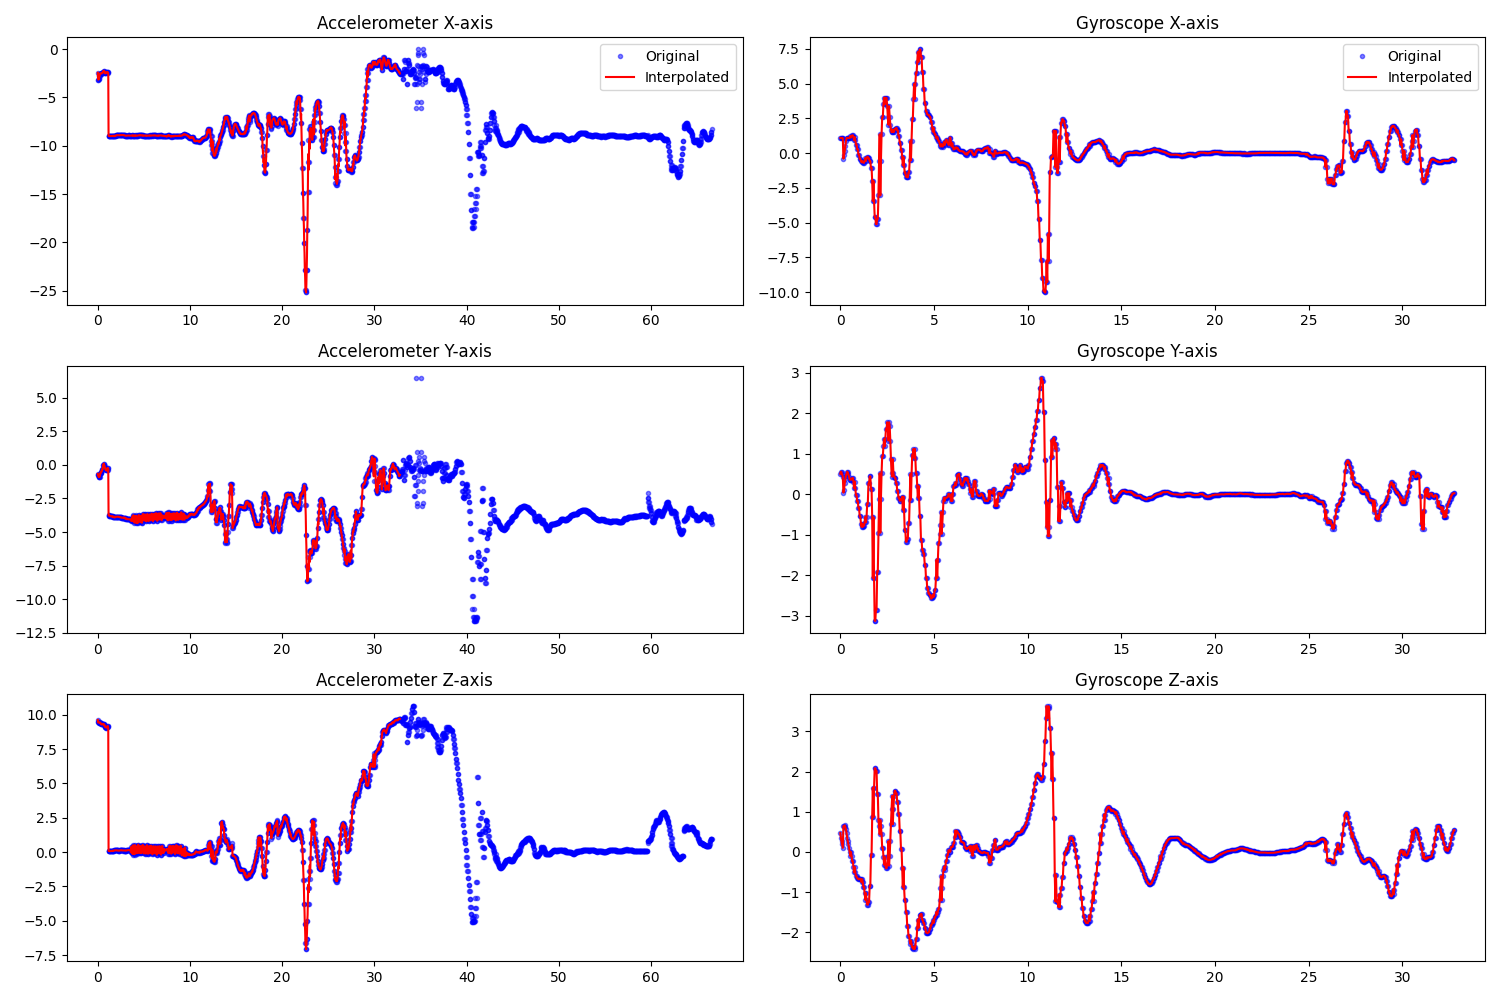 Accelerometer X-axis
Original
Interpolated
0
−5
−10
−15
−20
−25
0 10 20 30 40 50 60
Gyroscope X-axis
Original
Interpolated
7.5
5.0
2.5
0.0
−2.5
−5.0
−7.5
−10.0
0 5 10 15 20 25 30
Accelerometer Y-axis
5.0
2.5
0.0
−2.5
−5.0
−7.5
−10.0
−12.5
0 10 20 30 40 50 60
Gyroscope Y-axis
3
2
1
0
−1
−2
−3
0 5 10 15 20 25 30
Accelerometer Z-axis
10.0
7.5
5.0
2.5
0.0
−2.5
−5.0
−7.5
0 10 20 30 40 50 60
Gyroscope Z-axis
3
2
1
0
−1
−2
0 5 10 15 20 25 30